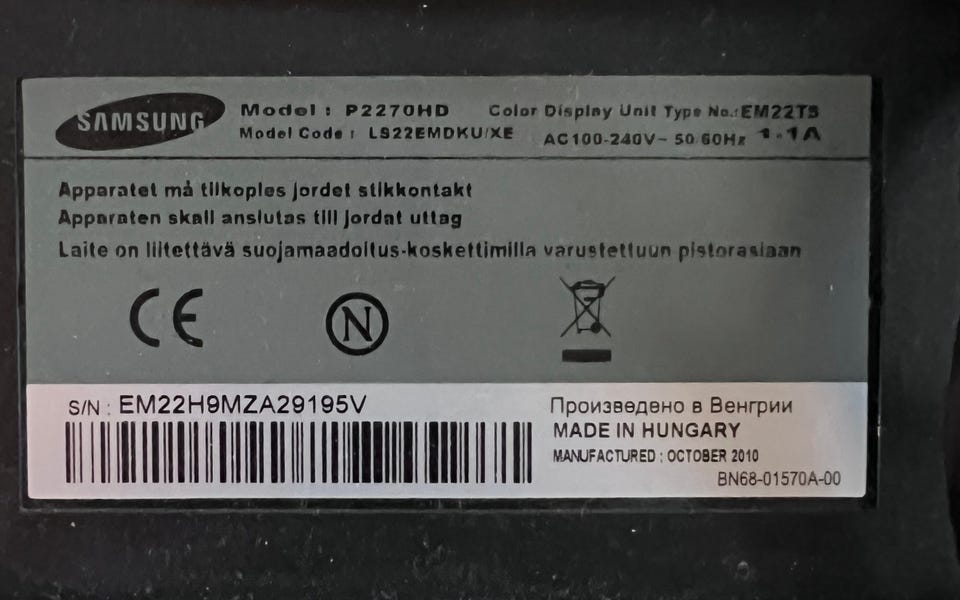 SAMSUNG
Model : P2270HD
Color Display Unit Type No.:EM22TS
Model Code : LS22EMDKU/XE
AC100-240V~ 50/60Hz 1.1A
Apparatet må tilkoples jordet stikkontakt
Apparaten skall anslutas till jordat uttag
Laite on liitettävä suojamaadoitus-koskettimilla varustettuun pistorasiaan
CE
N
S/N : EM22H9MZA29195V
Произведено в Венгрии
MADE IN HUNGARY
MANUFACTURED : OCTOBER 2010
BN68-01570A-00